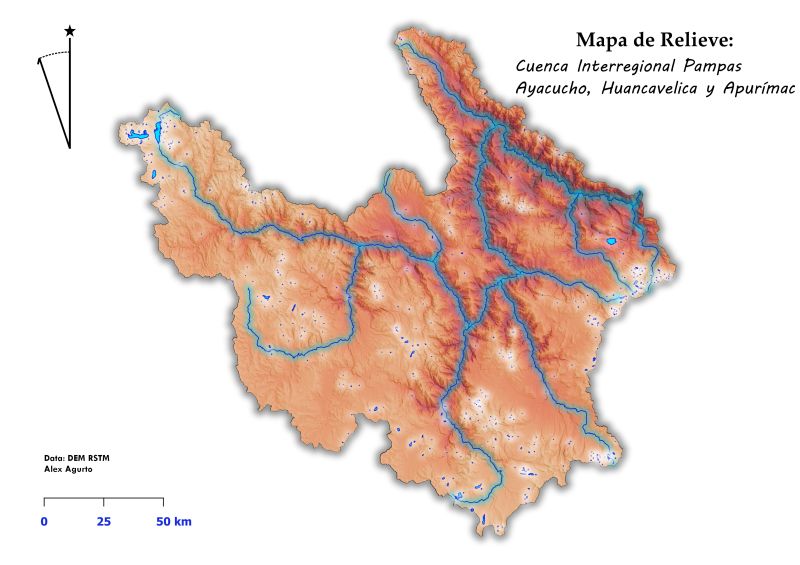 Mapa de Relieve:
Cuenca Interregional Pampas
Ayacucho, Huancavelica y Apurímac
Data: DEM RSTM
Alex Agurto
0 25 50 km